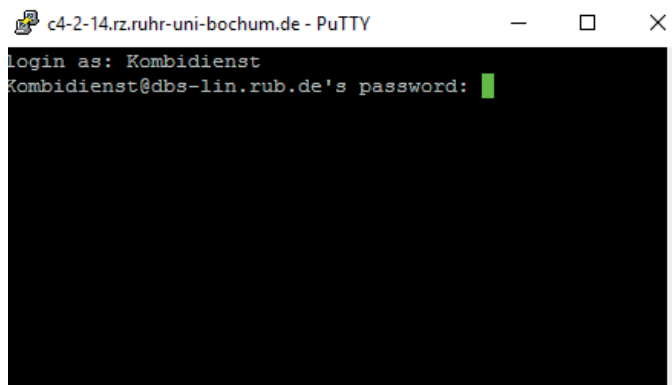 c4-2-14.rz.ruhr-uni-bochum.de - PuTTY
login as: Kombidienst
Kombidienst@dbs-lin.rub.de's password: